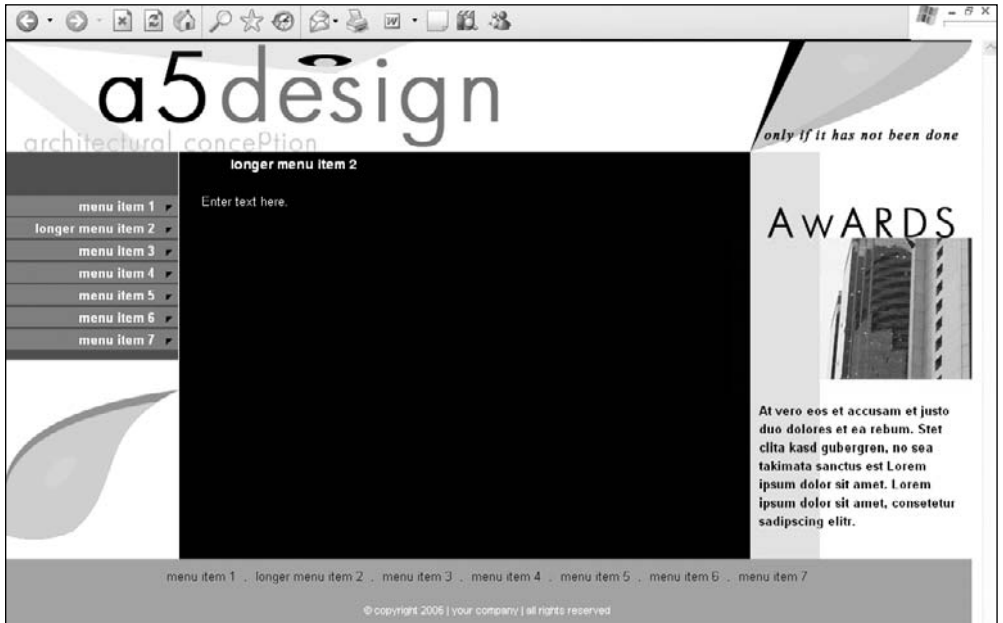 a5design
architectural concePtion
only if it has not been done
longer menu item 2
Enter text here.
menu item 1
longer menu item 2
menu item 3
menu item 4
menu item 5
menu item 6
menu item 7
AwARDS
At vero eos et accusam et justo
duo dolores et ea rebum. Stet
clita kasd gubergren, no sea
takimata sanctus est Lorem
ipsum dolor sit amet. Lorem
ipsum dolor sit amet, consetetur
sadipscing elitr.
menu item 1 . longer menu item 2 . menu item 3 . menu item 4 . menu item 5 . menu item 6 . menu item 7
© copyright 2006 | your company | all rights reserved